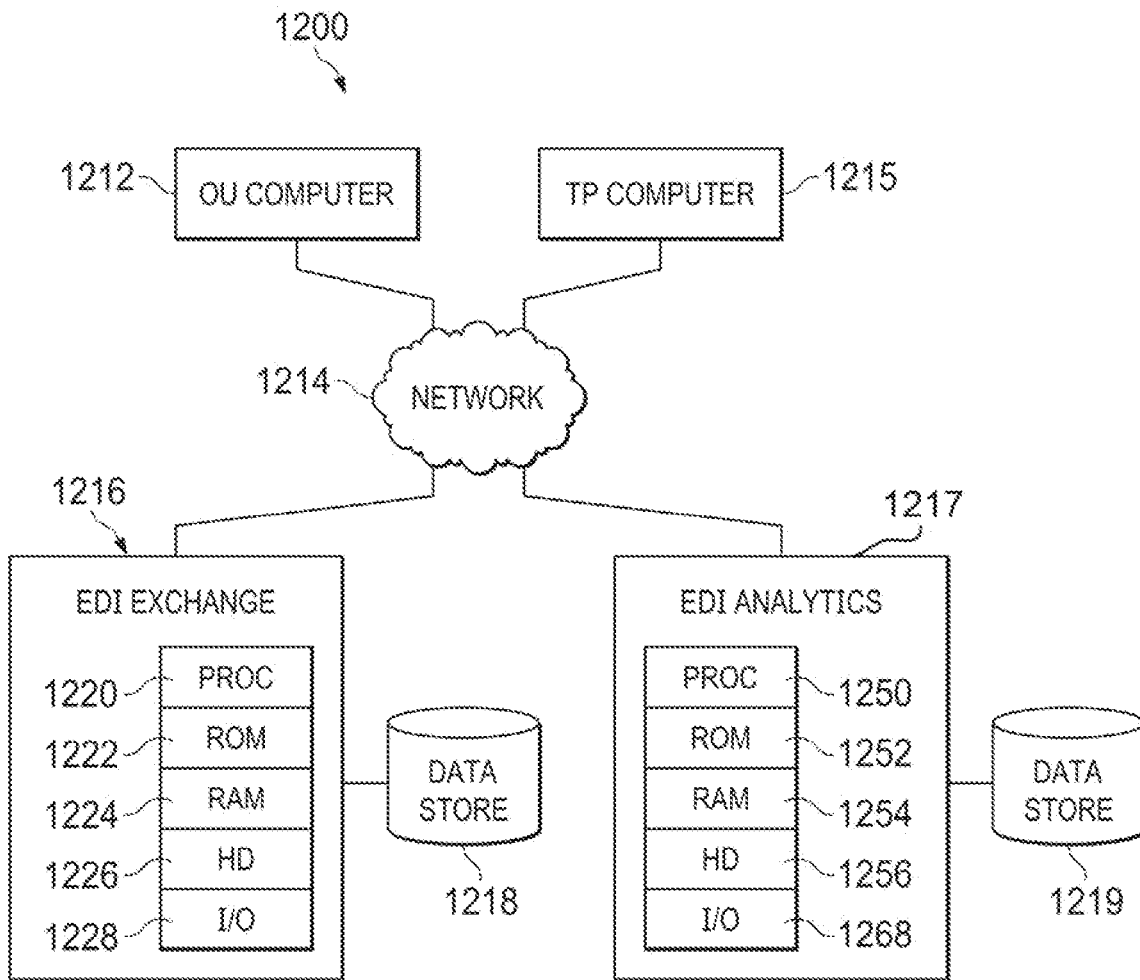 1200
1212 OU COMPUTER TP COMPUTER 1215
1214 NETWORK
1216 1217
EDI EXCHANGE EDI ANALYTICS
1220 PROC PROC 1250
1222 ROM ROM 1252
1224 RAM DATA STORE RAM 1254 DATA STORE
1226 HD HD 1256
1218 1219
1228 I/O I/O 1268